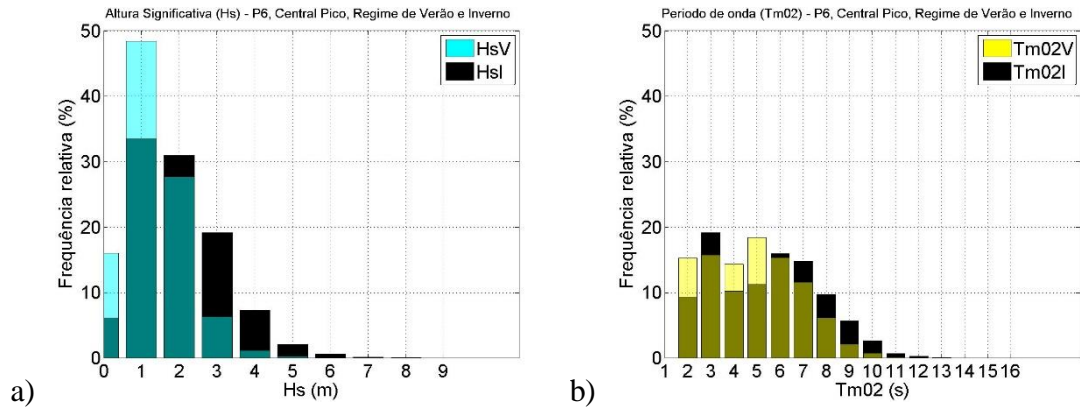 Altura Significativa (Hs) - P6, Central Pico, Regime de Verão e Inverno
50
40
30
20
10
0
Frequência relativa (%)
HsV
HsI
0 1 2 3 4 5 6 7 8 9
Hs (m)
a)
Periodo de onda (Tm02) - P6, Central Pico, Regime de Verão e Inverno
50
40
30
20
10
0
Frequência relativa (%)
Tm02V
Tm02I
1 2 3 4 5 6 7 8 9 10 11 12 13 14 15 16
Tm02 (s)
b)